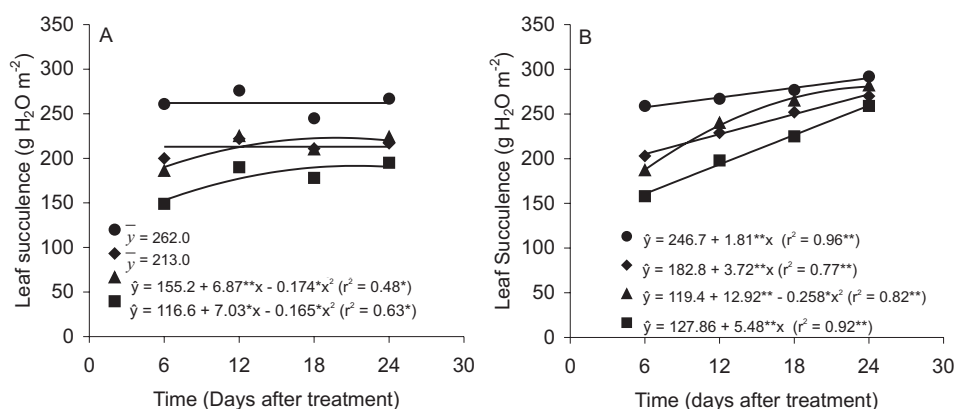 A
350
300
250
200
150
100
50
0
Leaf succulence (g H₂O m⁻²)
y̅ = 262.0
y̅ = 213.0
ŷ = 155.2 + 6.87**x - 0.174*x² (r² = 0.48*)
ŷ = 116.6 + 7.03*x - 0.165*x² (r² = 0.63*)
0 6 12 18 24 30
Time (Days after treatment)
B
350
300
250
200
150
100
50
0
Leaf Succulence (g H₂O m⁻²)
ŷ = 246.7 + 1.81**x (r² = 0.96**)
ŷ = 182.8 + 3.72**x (r² = 0.77**)
ŷ = 119.4 + 12.92** - 0.258*x² (r² = 0.82**)
ŷ = 127.86 + 5.48**x (r² = 0.92**)
0 6 12 18 24 30
Time (days after treatment)